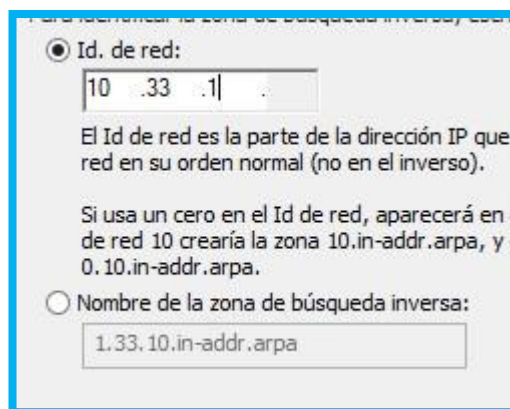 Id. de red:
10 .33 .1 .
El Id de red es la parte de la dirección IP que
red en su orden normal (no en el inverso).
Si usa un cero en el Id de red, aparecerá en
de red 10 crearía la zona 10.in-addr.arpa, y
0.10.in-addr.arpa.
Nombre de la zona de búsqueda inversa:
1.33.10.in-addr.arpa